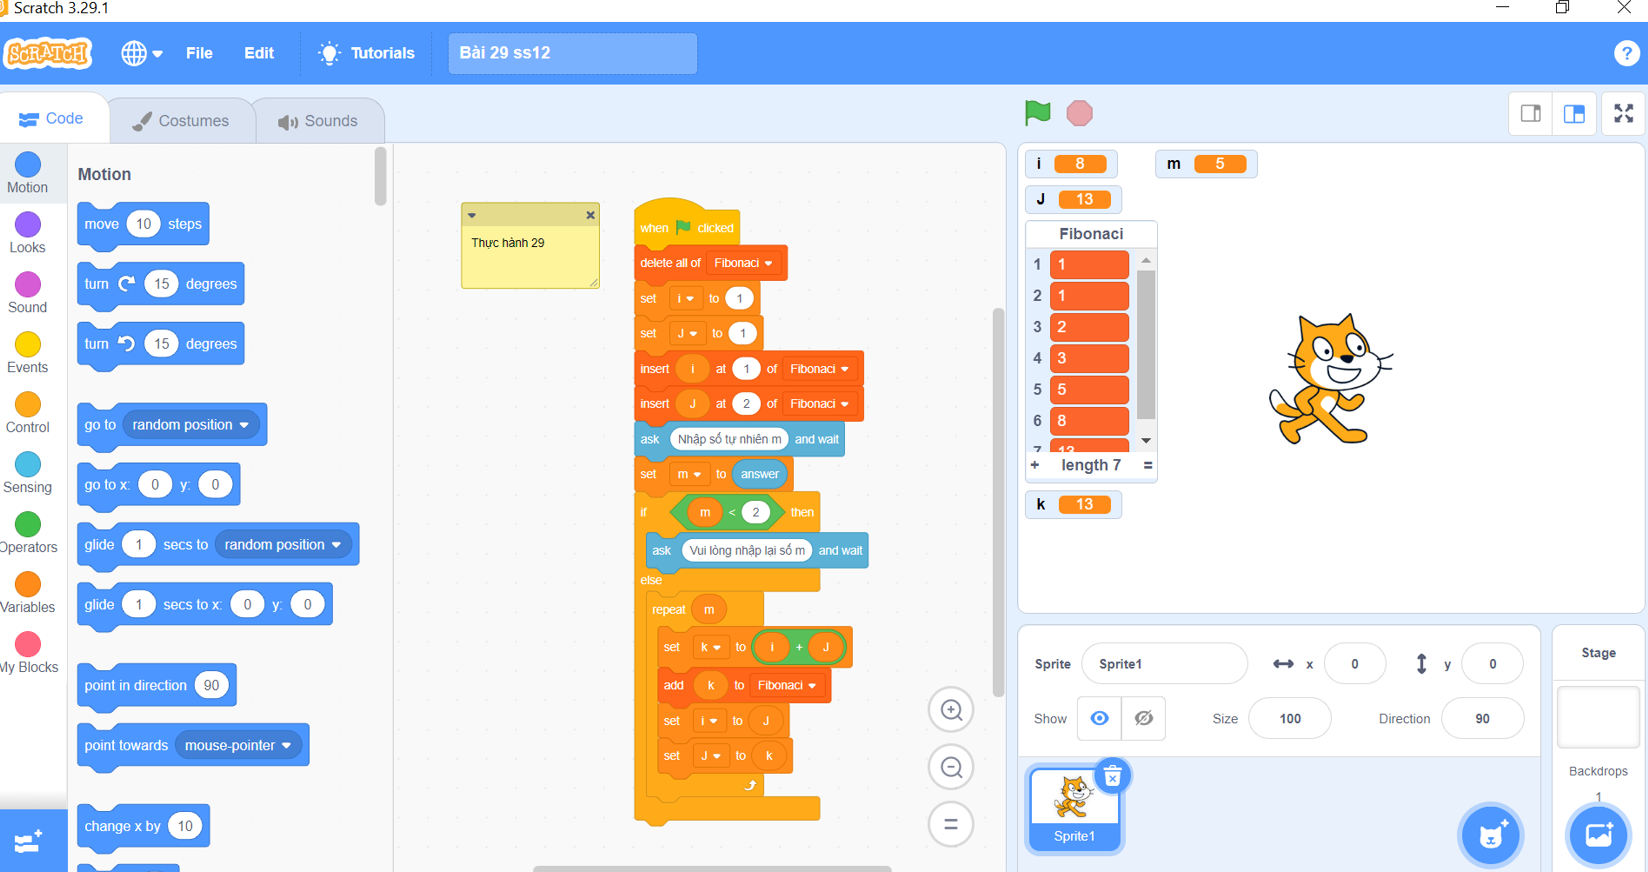 Scratch 3.29.1
SCRATCH
File
Edit
Tutorials
Bài 29 ss12
?
Code
Costumes
Sounds
Motion
Looks
Sound
Events
Control
Sensing
Operators
Variables
My Blocks
Motion
move 10 steps
turn 15 degrees
turn 15 degrees
go to random position
go to x: 0 y: 0
glide 1 secs to random position
glide 1 secs to x: 0 y: 0
point in direction 90
point towards mouse-pointer
change x by 10
Thực hành 29
when clicked
delete all of Fibonaci
set i to 1
set J to 1
insert i at 1 of Fibonaci
insert J at 2 of Fibonaci
ask Nhập số tự nhiên m and wait
set m to answer
if m < 2 then
ask Vui lòng nhập lại số m and wait
else
repeat m
set k to i + J
add k to Fibonaci
set i to J
set J to k
i 8
m 5
J 13
Fibonaci
1 1
2 1
3 2
4 3
5 5
6 8
7 13
+ length 7 =
k 13
Sprite Sprite1 x 0 y 0
Show Size 100 Direction 90
Sprite1
Stage
Backdrops
1